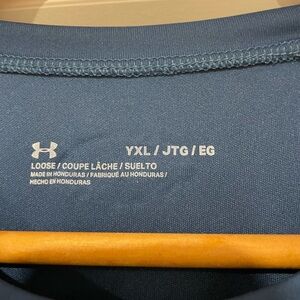 YXL / JTG / EG
LOOSE / COUPE LÂCHE / SUELTO
MADE IN HONDURAS / FABRIQUÉ AU HONDURAS /
HECHO EN HONDURAS